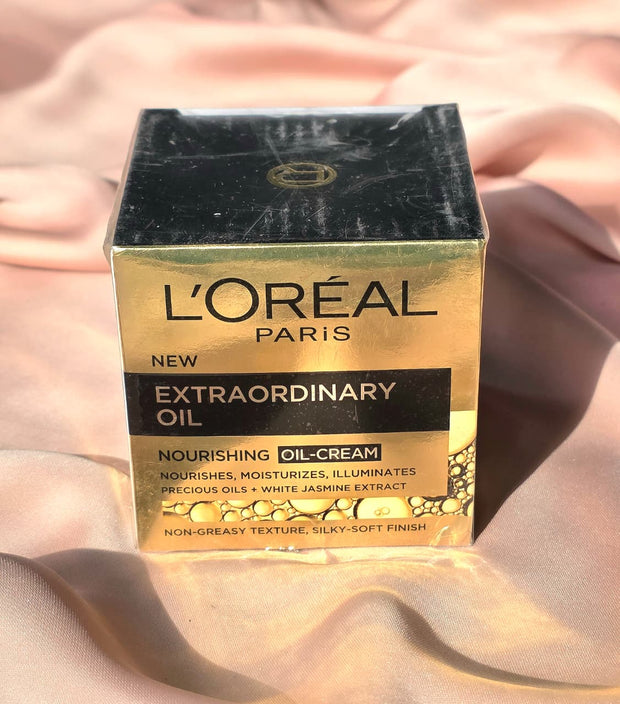 L'ORÉAL
PARiS
NEW
EXTRAORDINARY
OIL
NOURISHING OIL-CREAM
NOURISHES, MOISTURIZES, ILLUMINATES
PRECIOUS OILS + WHITE JASMINE EXTRACT
NON-GREASY TEXTURE, SILKY-SOFT FINISH